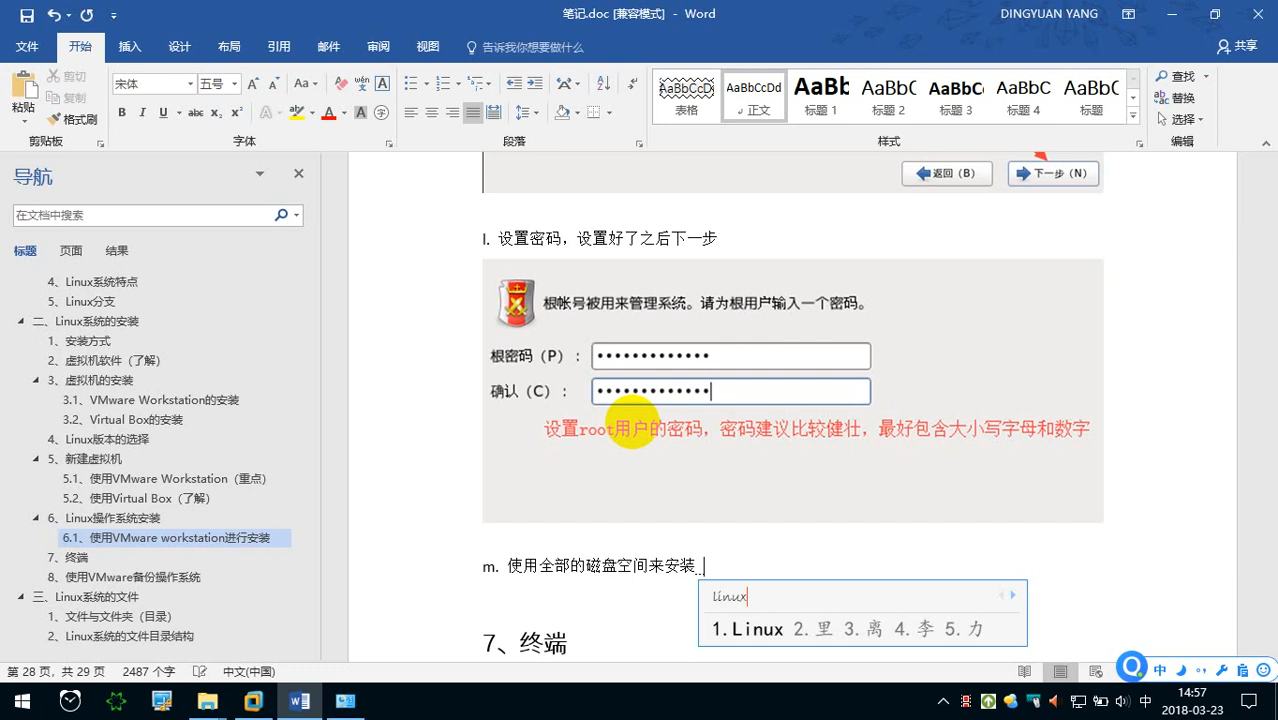 笔记.doc [兼容模式] - Word
DINGYUAN YANG
文件 开始 插入 设计 布局 引用 邮件 审阅 视图 告诉我你想要做什么 共享
粘贴
剪切
复制
格式刷
宋体 五号
剪贴板 字体 段落 样式 编辑
AaBbCcDd 表格
AaBbCcDd 正文
AaBb 标题 1
AaBbC 标题 2
AaBbC 标题 3
AaBbC 标题 4
AaBbC 标题
查找
替换
选择
导航
在文档中搜索
标题 页面 结果
4、Linux系统特点
5、Linux分支
二、Linux系统的安装
1、安装方式
2、虚拟机软件（了解）
3、虚拟机的安装
3.1、VMware Workstation的安装
3.2、Virtual Box的安装
4、Linux版本的选择
5、新建虚拟机
5.1、使用VMware Workstation（重点）
5.2、使用Virtual Box（了解）
6、Linux操作系统安装
6.1、使用VMware workstation进行安装
7、终端
8、使用VMware备份操作系统
三、Linux系统的文件
1、文件与文件夹（目录）
2、Linux系统的文件目录结构
返回（B） 下一步（N）
l. 设置密码，设置好了之后下一步
根帐号被用来管理系统。请为根用户输入一个密码。
根密码（P）： •••••••••••••
确认（C）： •••••••••••••
设置root用户的密码，密码建议比较健壮，最好包含大小写字母和数字
m. 使用全部的磁盘空间来安装
linux
1.Linux 2.里 3.离 4.李 5.力
7、终端
第 28 页，共 29 页 2487 个字 中文(中国)
中
中 14:57
2018-03-23